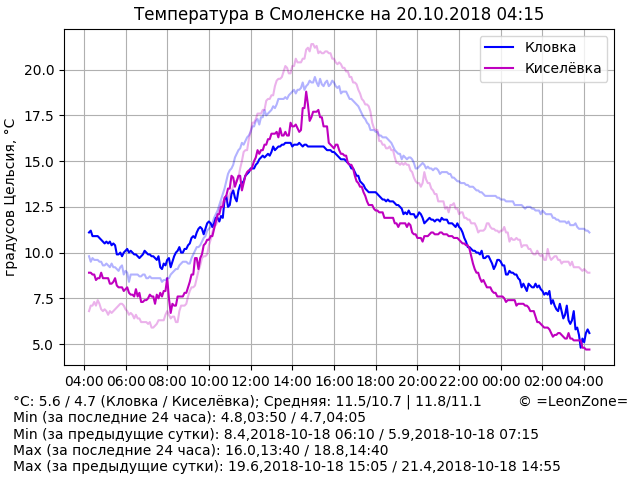 Температура в Смоленске на 20.10.2018 04:15
Кловка
Киселёвка
градусов Цельсия, °C
20.0
17.5
15.0
12.5
10.0
7.5
5.0
04:00 06:00 08:00 10:00 12:00 14:00 16:00 18:00 20:00 22:00 00:00 02:00 04:00
°C: 5.6 / 4.7 (Кловка / Киселёвка); Средняя: 11.5/10.7 | 11.8/11.1 © =LeonZone=
Min (за последние 24 часа): 4.8,03:50 / 4.7,04:05
Min (за предыдущие сутки): 8.4,2018-10-18 06:10 / 5.9,2018-10-18 07:15
Max (за последние 24 часа): 16.0,13:40 / 18.8,14:40
Max (за предыдущие сутки): 19.6,2018-10-18 15:05 / 21.4,2018-10-18 14:55